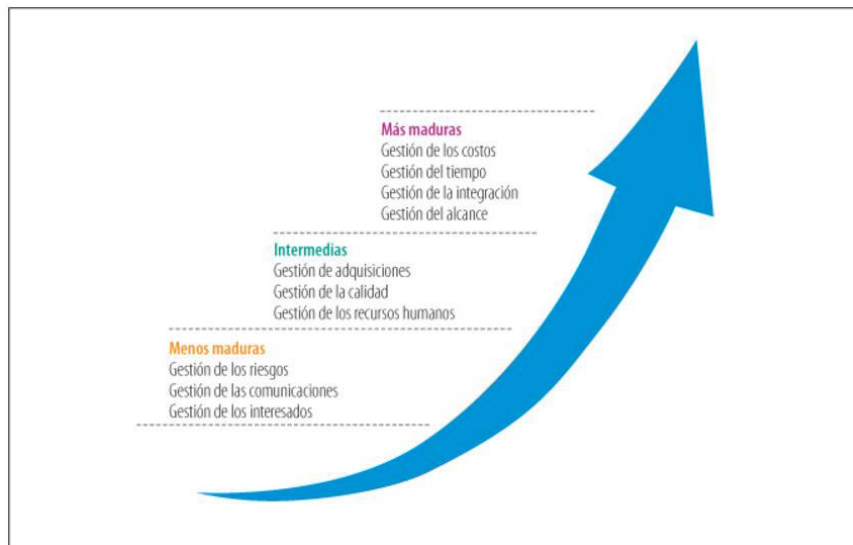 Más maduras
Gestión de los costos
Gestión del tiempo
Gestión de la integración
Gestión del alcance
Intermedias
Gestión de adquisiciones
Gestión de la calidad
Gestión de los recursos humanos
Menos maduras
Gestión de los riesgos
Gestión de las comunicaciones
Gestión de los interesados